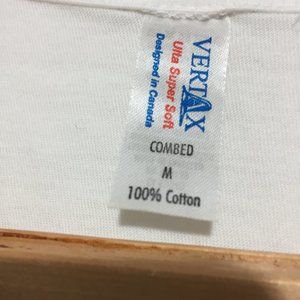 VERTAX
Ulta Super Soft
Designed in Canada
COMBED
M
100% Cotton